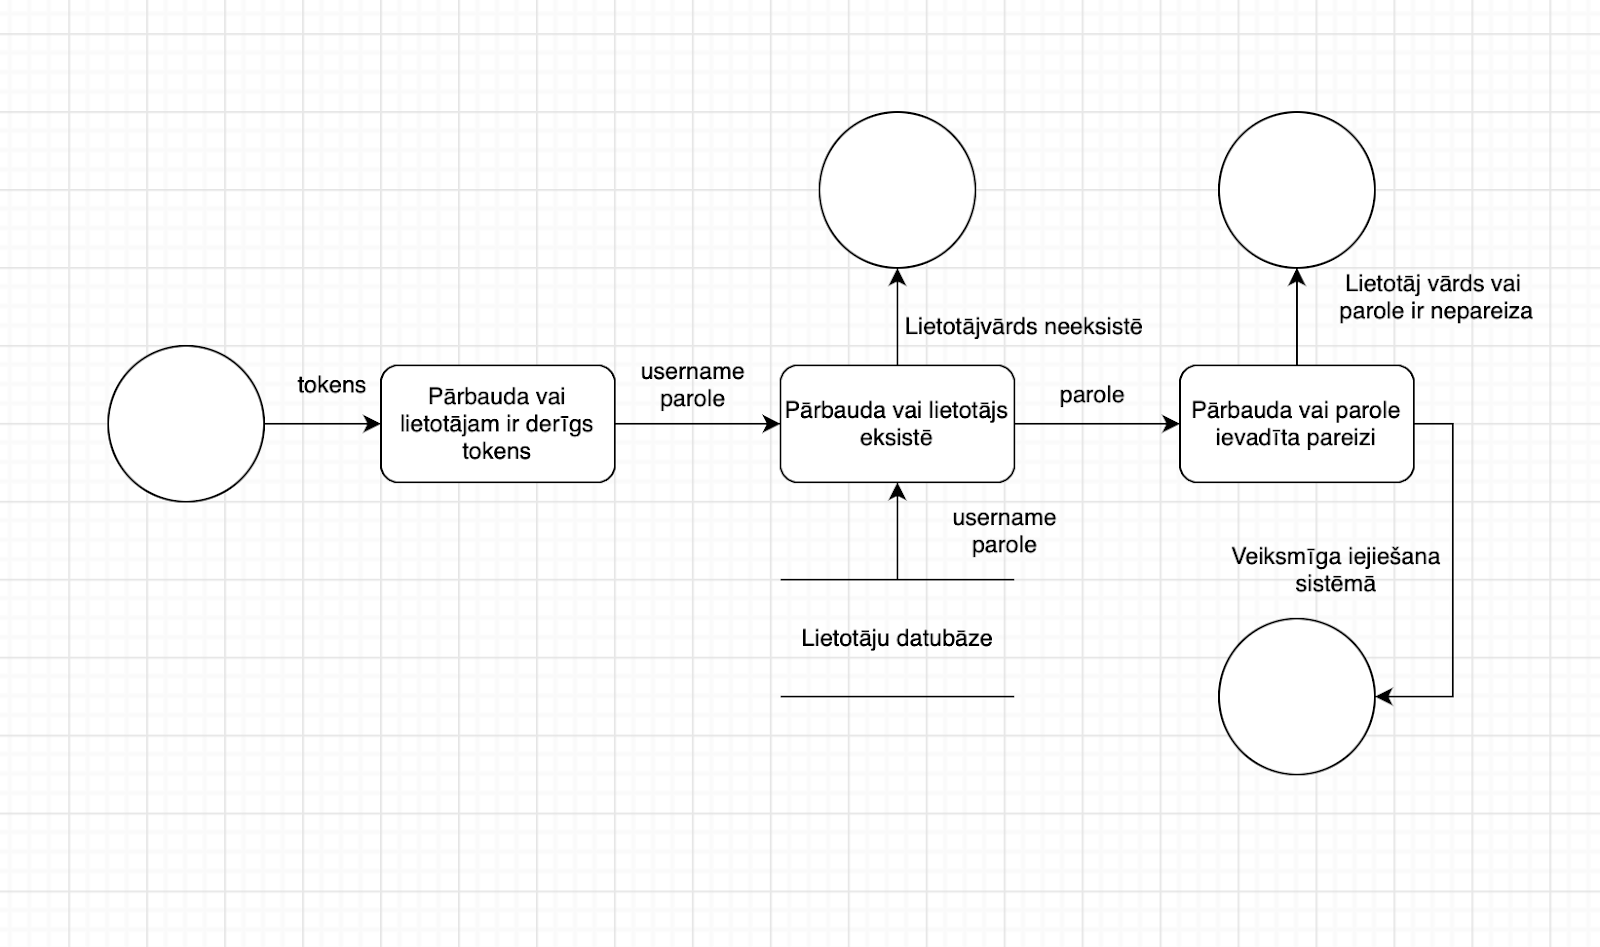 tokens
Pārbauda vai
lietotājam ir derīgs
tokens
username
parole
Lietotājvārds neeksistē
Pārbauda vai lietotājs
eksistē
username
parole
Lietotāju datubāze
parole
Lietotāj vārds vai
parole ir nepareiza
Pārbauda vai parole
ievadīta pareizi
Veiksmīga iejiešana
sistēmā